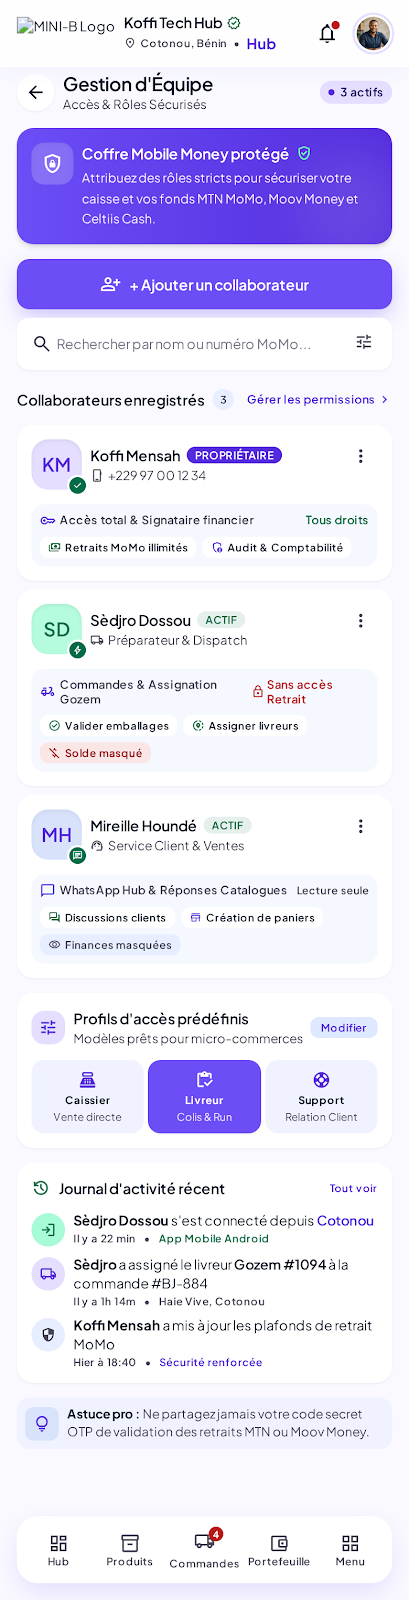 MINI-B Logo
Koffi Tech Hub
Cotonou, Bénin • Hub
Gestion d'Équipe
Accès & Rôles Sécurisés
3 actifs
Coffre Mobile Money protégé
Attribuez des rôles stricts pour sécuriser votre
caisse et vos fonds MTN MoMo, Moov Money et
Celtiis Cash.
+ Ajouter un collaborateur
Rechercher par nom ou numéro MoMo...
Collaborateurs enregistrés 3 Gérer les permissions
KM
Koffi Mensah PROPRIÉTAIRE
+229 97 00 12 34
Accès total & Signataire financier Tous droits
Retraits MoMo illimités Audit & Comptabilité
SD
Sèdjro Dossou ACTIF
Préparateur & Dispatch
Commandes & Assignation
Gozem
Sans accès
Retrait
Valider emballages Assigner livreurs
Solde masqué
MH
Mireille Houndé ACTIF
Service Client & Ventes
WhatsApp Hub & Réponses Catalogues Lecture seule
Discussions clients Création de paniers
Finances masquées
Profils d'accès prédéfinis
Modèles prêts pour micro-commerces
Modifier
Caissier
Vente directe
Livreur
Colis & Run
Support
Relation Client
Journal d'activité récent Tout voir
Sèdjro Dossou s'est connecté depuis Cotonou
Il y a 22 min • App Mobile Android
Sèdjro a assigné le livreur Gozem #1094 à la
commande #BJ-884
Il y a 1h 14m • Haie Vive, Cotonou
Koffi Mensah a mis à jour les plafonds de retrait
MoMo
Hier à 18:40 • Sécurité renforcée
Astuce pro : Ne partagez jamais votre code secret
OTP de validation des retraits MTN ou Moov Money.
4
Hub Produits Commandes Portefeuille Menu